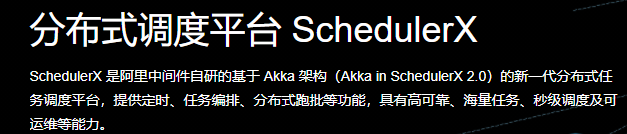 分布式调度平台 SchedulerX
SchedulerX 是阿里中间件自研的基于 Akka 架构（Akka in SchedulerX 2.0）的新一代分布式任
务调度平台，提供定时、任务编排、分布式跑批等功能，具有高可靠、海量任务、秒级调度及可
运维等能力。